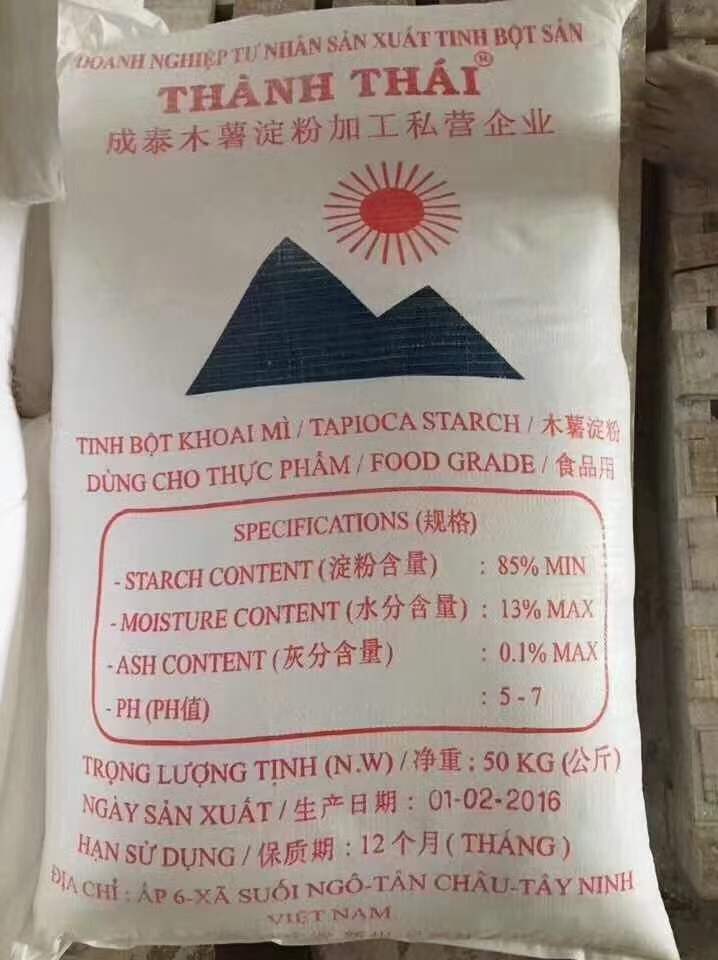 DOANH NGHIỆP TƯ NHÂN SẢN XUẤT TINH BỘT SẮN
THÀNH THÁI ®
成泰木薯淀粉加工私营企业
TINH BỘT KHOAI MÌ / TAPIOCA STARCH / 木薯淀粉
DÙNG CHO THỰC PHẨM / FOOD GRADE / 食品用
SPECIFICATIONS (规格)
- STARCH CONTENT (淀粉含量) : 85% MIN
- MOISTURE CONTENT (水分含量) : 13% MAX
- ASH CONTENT (灰分含量) : 0.1% MAX
- PH (PH值) : 5 - 7
TRỌNG LƯỢNG TỊNH (N.W) / 净重 : 50 KG (公斤)
NGÀY SẢN XUẤT / 生产日期 : 01-02-2016
HẠN SỬ DỤNG / 保质期 : 12 个月 ( THÁNG )
ĐỊA CHỈ : ẤP 6-XÃ SUỐI NGÔ-TÂN CHÂU-TÂY NINH
VIỆT NAM